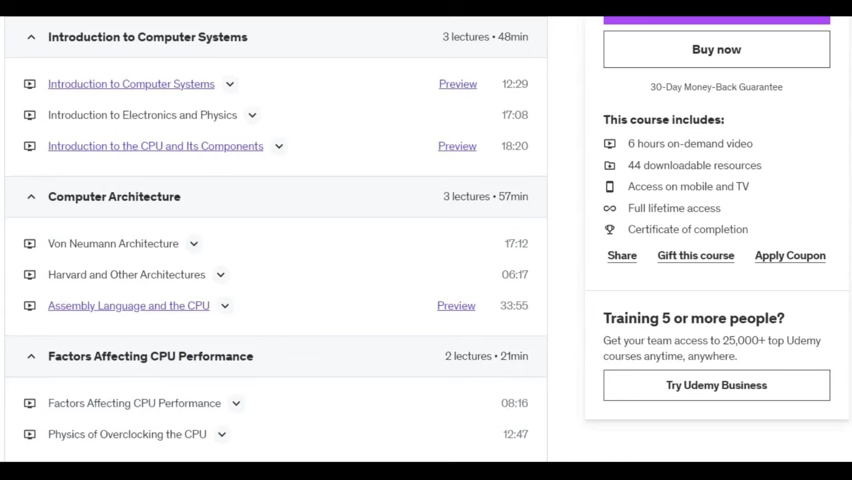 Introduction to Computer Systems 3 lectures • 48min
Introduction to Computer Systems Preview 12:29
Introduction to Electronics and Physics 17:08
Introduction to the CPU and Its Components Preview 18:20
Computer Architecture 3 lectures • 57min
Von Neumann Architecture 17:12
Harvard and Other Architectures 06:17
Assembly Language and the CPU Preview 33:55
Factors Affecting CPU Performance 2 lectures • 21min
Factors Affecting CPU Performance 08:16
Physics of Overclocking the CPU 12:47
Buy now
30-Day Money-Back Guarantee
This course includes:
6 hours on-demand video
44 downloadable resources
Access on mobile and TV
Full lifetime access
Certificate of completion
Share Gift this course Apply Coupon
Training 5 or more people?
Get your team access to 25,000+ top Udemy
courses anytime, anywhere.
Try Udemy Business